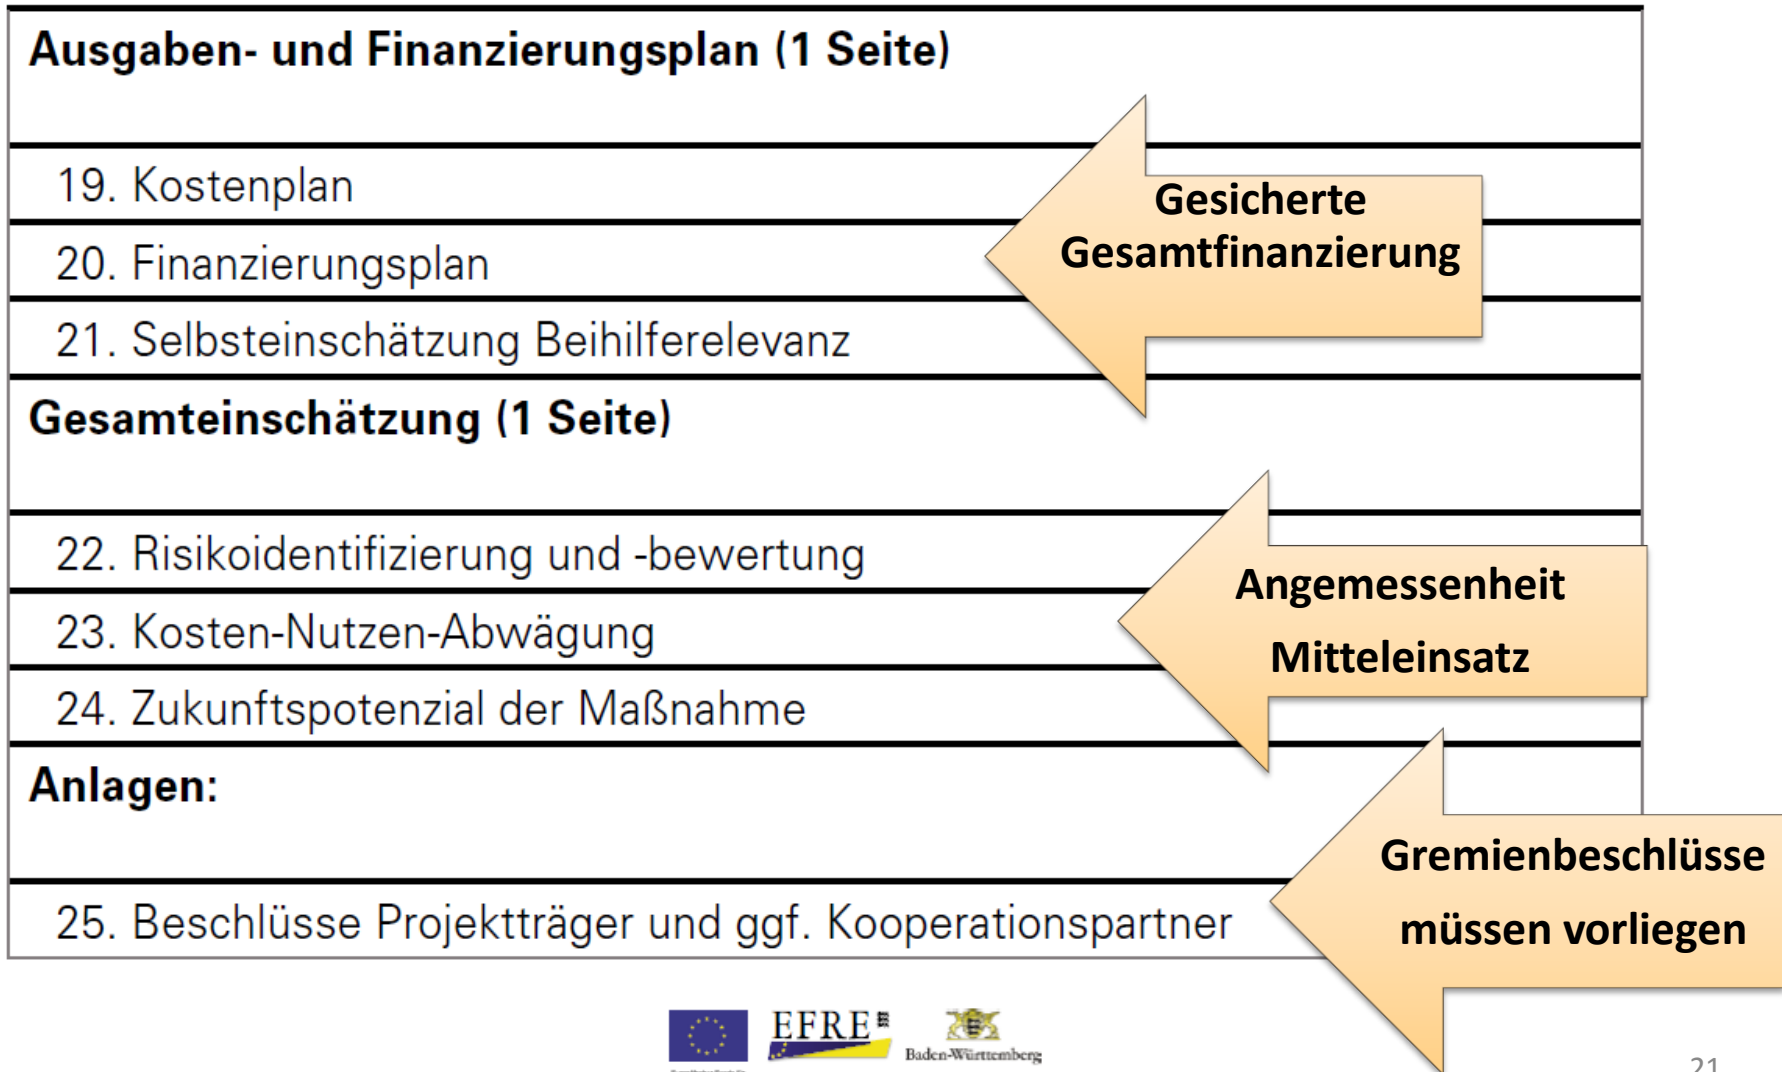 Ausgaben- und Finanzierungsplan (1 Seite)
19. Kostenplan
20. Finanzierungsplan
21. Selbsteinschätzung Beihilferelevanz
Gesicherte
Gesamtfinanzierung
Gesamteinschätzung (1 Seite)
22. Risikoidentifizierung und -bewertung
23. Kosten-Nutzen-Abwägung
24. Zukunftspotenzial der Maßnahme
Angemessenheit
Mitteleinsatz
Anlagen:
25. Beschlüsse Projektträger und ggf. Kooperationspartner
Gremienbeschlüsse
müssen vorliegen
EFRE
Baden-Württemberg
21